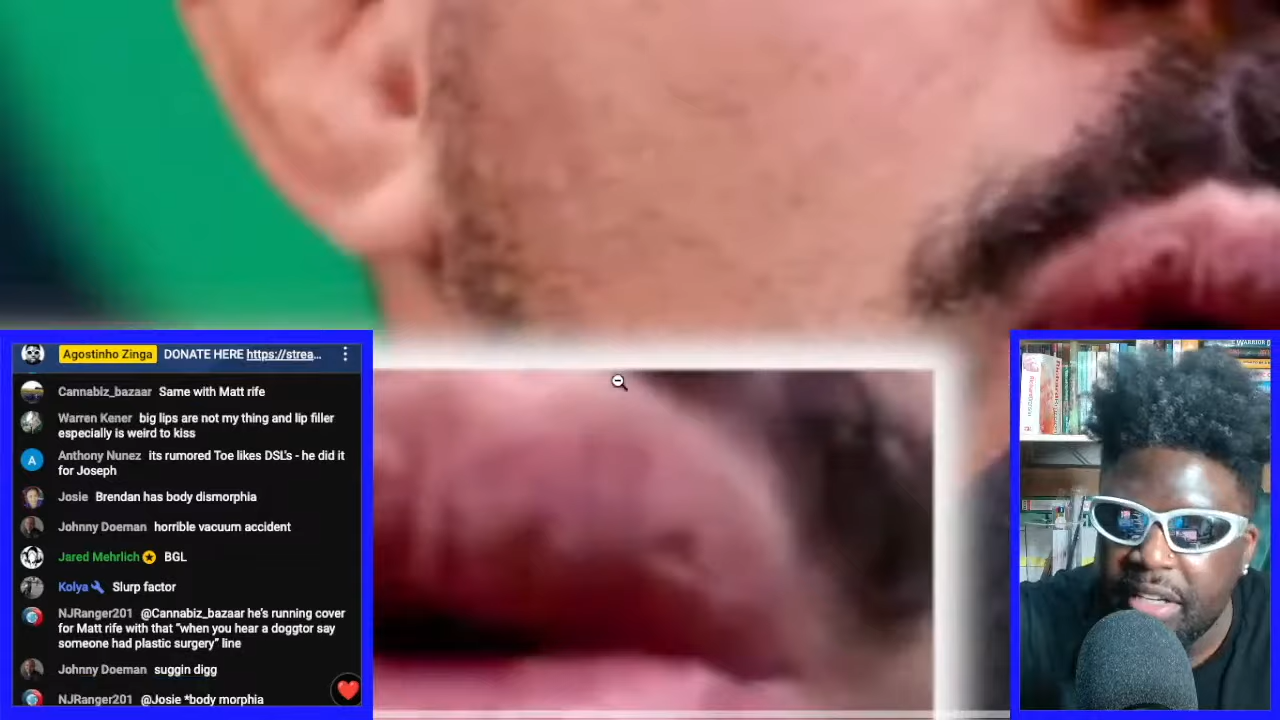 Agostinho Zinga DONATE HERE https://strea...
Cannabiz_bazaar Same with Matt rife
Warren Kener big lips are not my thing and lip filler
especially is weird to kiss
A Anthony Nunez its rumored Toe likes DSL's - he did it
for Joseph
Josie Brendan has body dismorphia
Johnny Doeman horrible vacuum accident
Jared Mehrlich BGL
Kolya Slurp factor
NJRanger201 @Cannabiz_bazaar he's running cover
for Matt rife with that "when you hear a doggtor say
someone had plastic surgery" line
Johnny Doeman suggin digg
NJRanger201 @Josie *body morphia